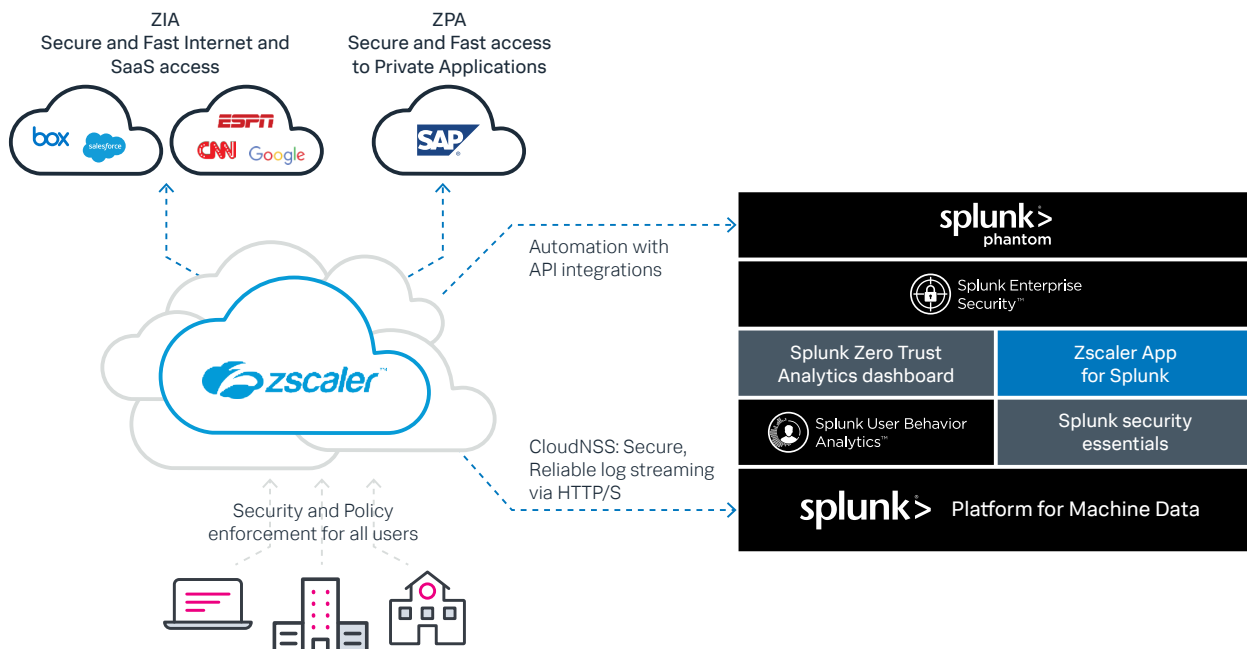 ZIA
Secure and Fast Internet and
SaaS access
ZPA
Secure and Fast access
to Private Applications
box
salesforce
ESPN
CNN Google
SAP®
Automation with
API integrations
zscaler™
CloudNSS: Secure,
Reliable log streaming
via HTTP/S
Security and Policy
enforcement for all users
splunk>®
phantom
Splunk Enterprise
Security™
Splunk Zero Trust
Analytics dashboard
Zscaler App
for Splunk
Splunk User Behavior
Analytics™
Splunk security
essentials
splunk> Platform for Machine Data